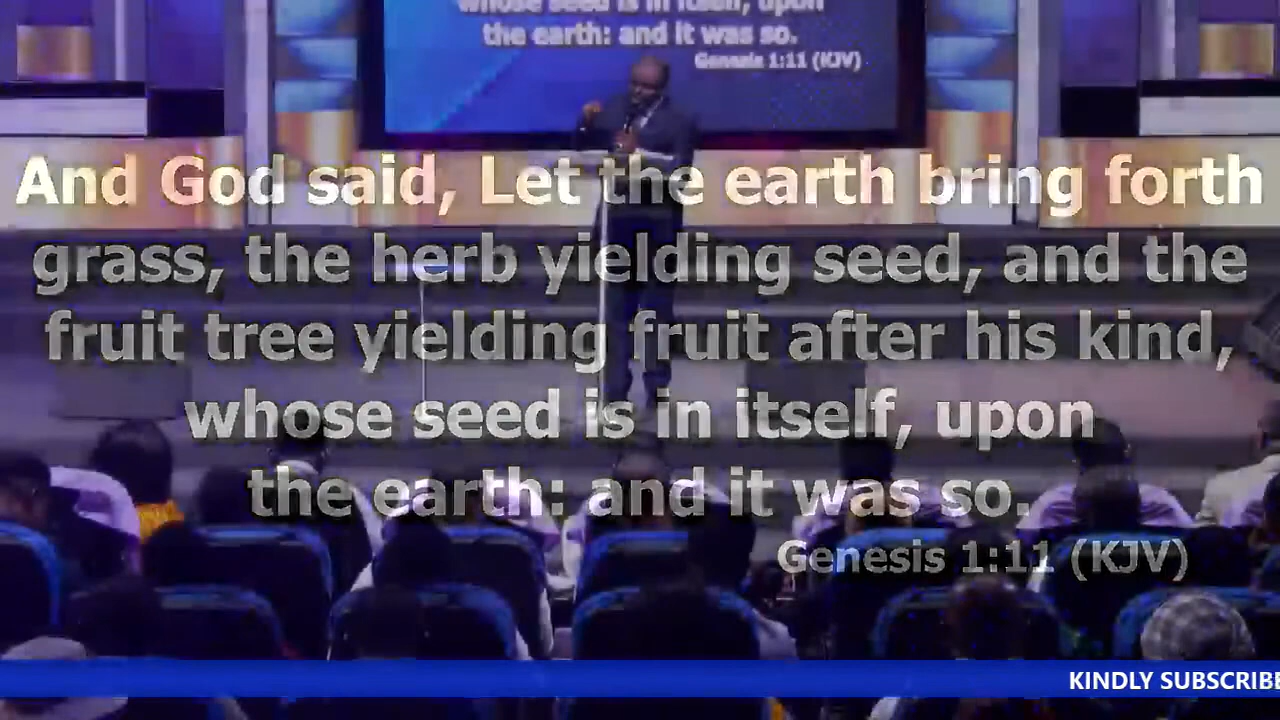 whose seed is in itself, upon
the earth: and it was so.
Genesis 1:11 (KJV)
And God said, Let the earth bring forth
grass, the herb yielding seed, and the
fruit tree yielding fruit after his kind,
whose seed is in itself, upon
the earth: and it was so.
Genesis 1:11 (KJV)
KINDLY SUBSCRIBE